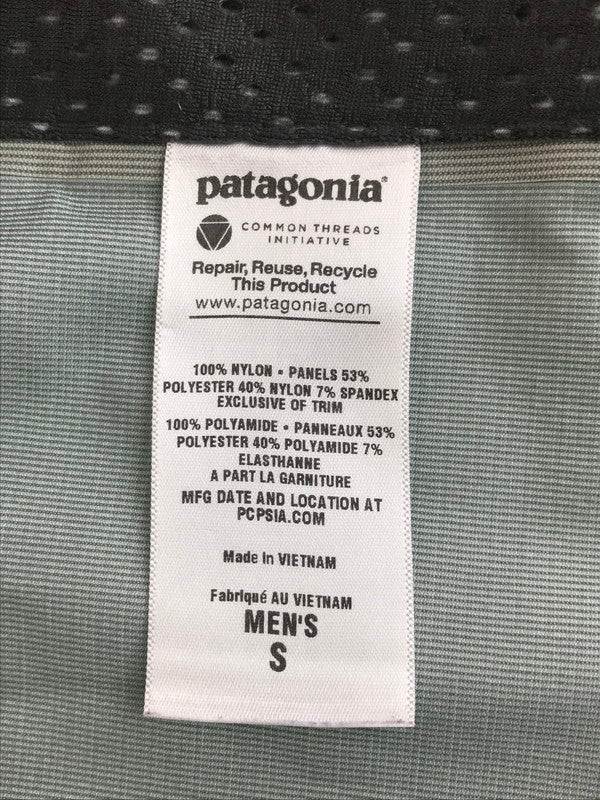 patagonia®
COMMON THREADS
INITIATIVE
Repair, Reuse, Recycle
This Product
www.patagonia.com
100% NYLON • PANELS 53%
POLYESTER 40% NYLON 7% SPANDEX
EXCLUSIVE OF TRIM
100% POLYAMIDE • PANNEAUX 53%
POLYESTER 40% POLYAMIDE 7%
ELASTHANNE
A PART LA GARNITURE
MFG DATE AND LOCATION AT
PCPSIA.COM
Made in VIETNAM
Fabriqué AU VIETNAM
MEN'S
S